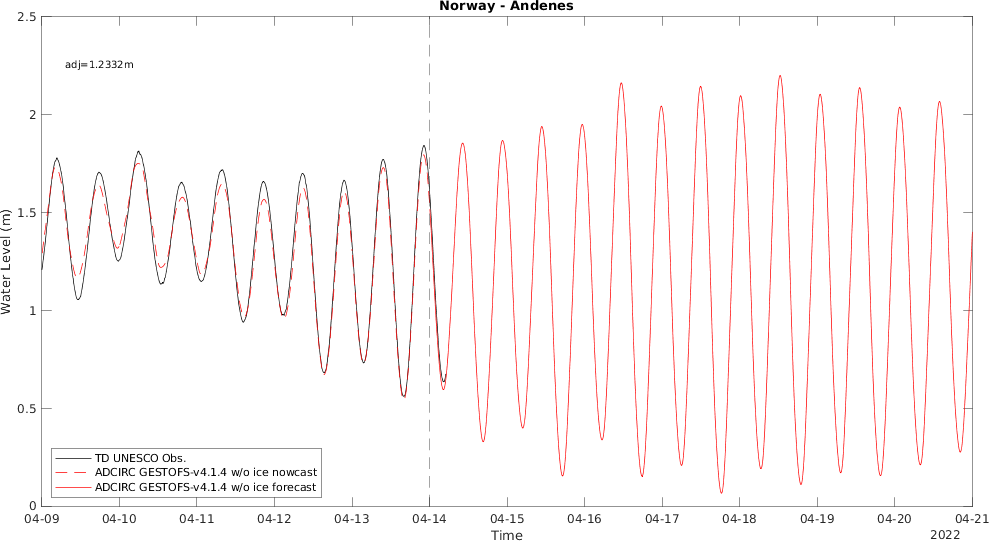 Norway - Andenes
2.5
adj=1.2332m
2
1.5
Water Level (m)
1
0.5
TD UNESCO Obs.
ADCIRC GESTOFS-v4.1.4 w/o ice nowcast
ADCIRC GESTOFS-v4.1.4 w/o ice forecast
0
04-09 04-10 04-11 04-12 04-13 04-14 04-15 04-16 04-17 04-18 04-19 04-20 04-21
Time
2022